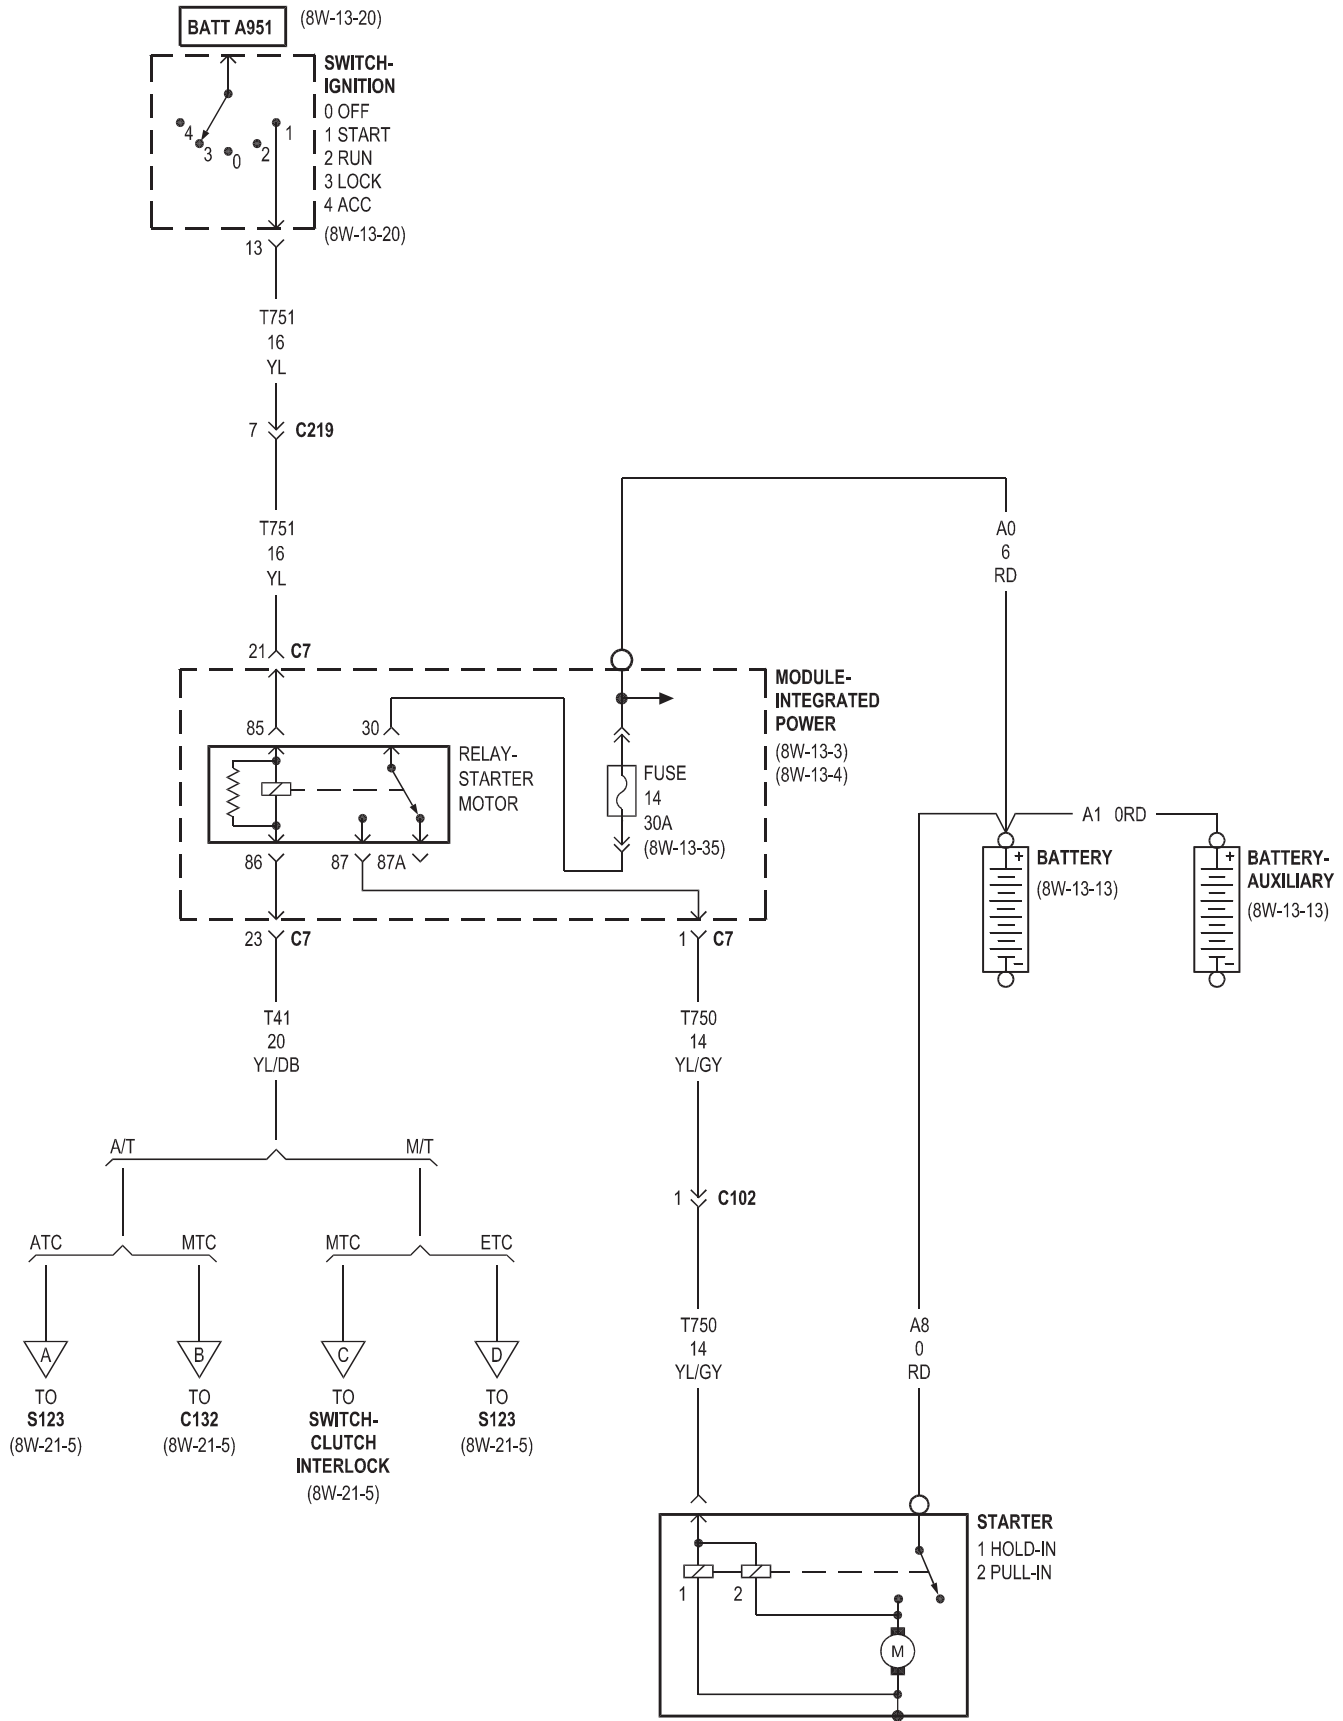 BATT A951
(8W-13-20)
SWITCH-
IGNITION
0 OFF
1 START
2 RUN
3 LOCK
4 ACC
(8W-13-20)
4
3
0
2
1
13
T751
16
YL
7
C219
T751
16
YL
21
C7
A0
6
RD
MODULE-
INTEGRATED
POWER
(8W-13-3)
(8W-13-4)
85
30
RELAY-
STARTER
MOTOR
FUSE
14
30A
(8W-13-35)
86
87
87A
23
C7
1
C7
A1 0RD
+
BATTERY
(8W-13-13)
-
+
BATTERY-
AUXILIARY
(8W-13-13)
-
T41
20
YL/DB
T750
14
YL/GY
A/T
M/T
1
C102
ATC
MTC
MTC
ETC
A
B
C
D
TO
S123
(8W-21-5)
TO
C132
(8W-21-5)
TO
SWITCH-
CLUTCH
INTERLOCK
(8W-21-5)
TO
S123
(8W-21-5)
T750
14
YL/GY
A8
0
RD
STARTER
1 HOLD-IN
2 PULL-IN
1
2
M